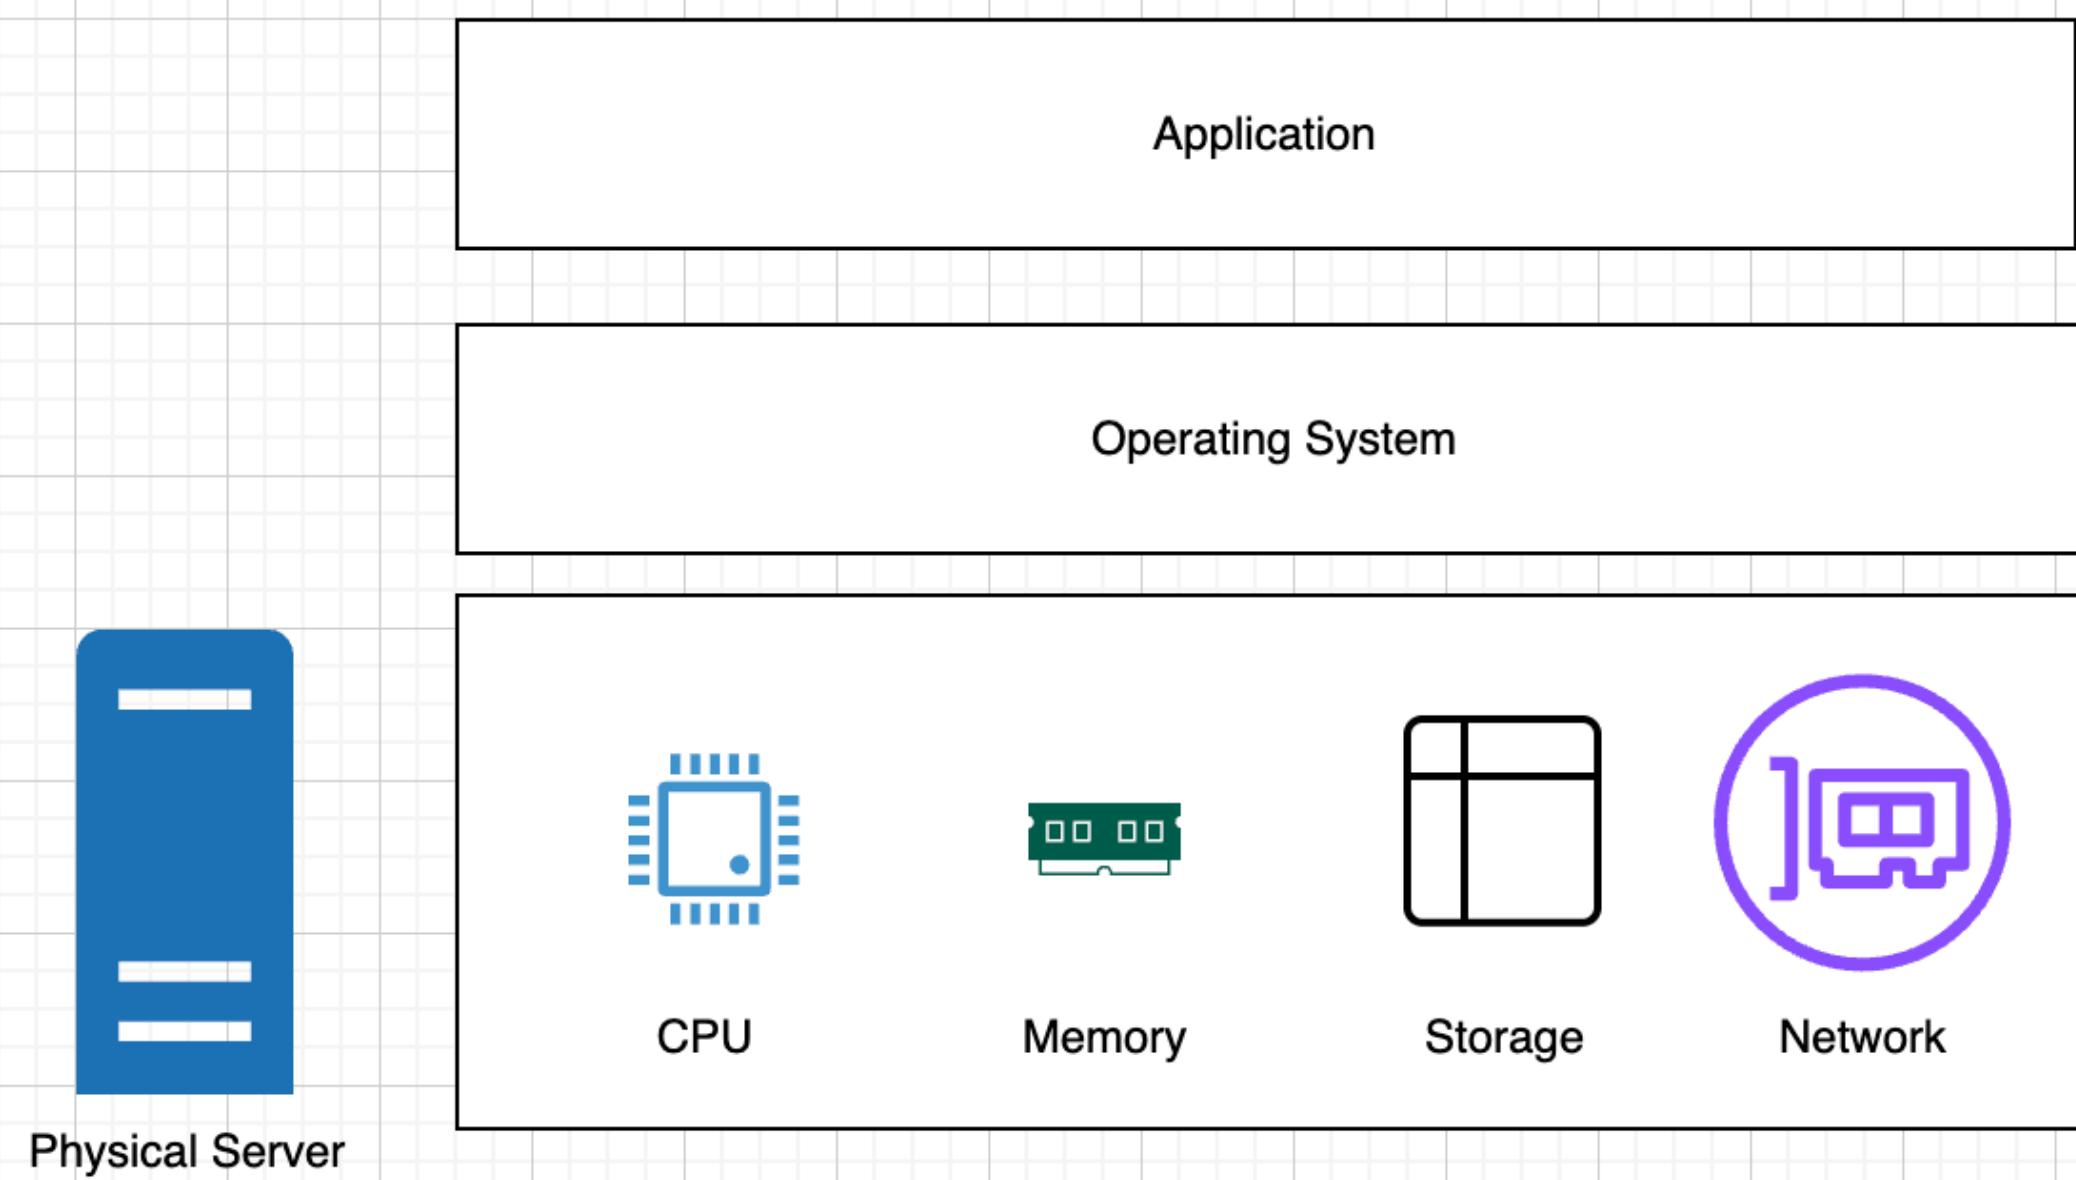 Application
Operating System
CPU
Memory
Storage
Network
Physical Server